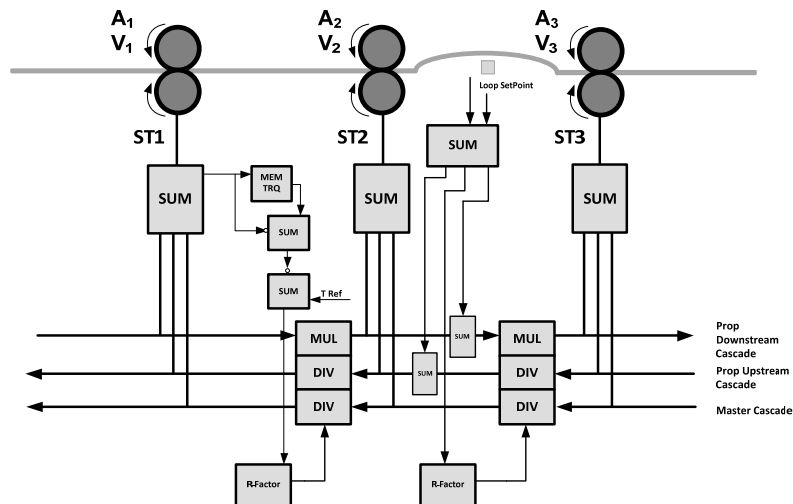 A1
V1
A2
V2
A3
V3
Loop SetPoint
ST1
ST2
ST3
SUM
SUM
SUM
SUM
MEM
TRQ
SUM
SUM
T Ref
SUM
SUM
MUL
DIV
DIV
MUL
DIV
DIV
Prop
Downstream
Cascade
Prop Upstream
Cascade
Master Cascade
R-Factor
R-Factor